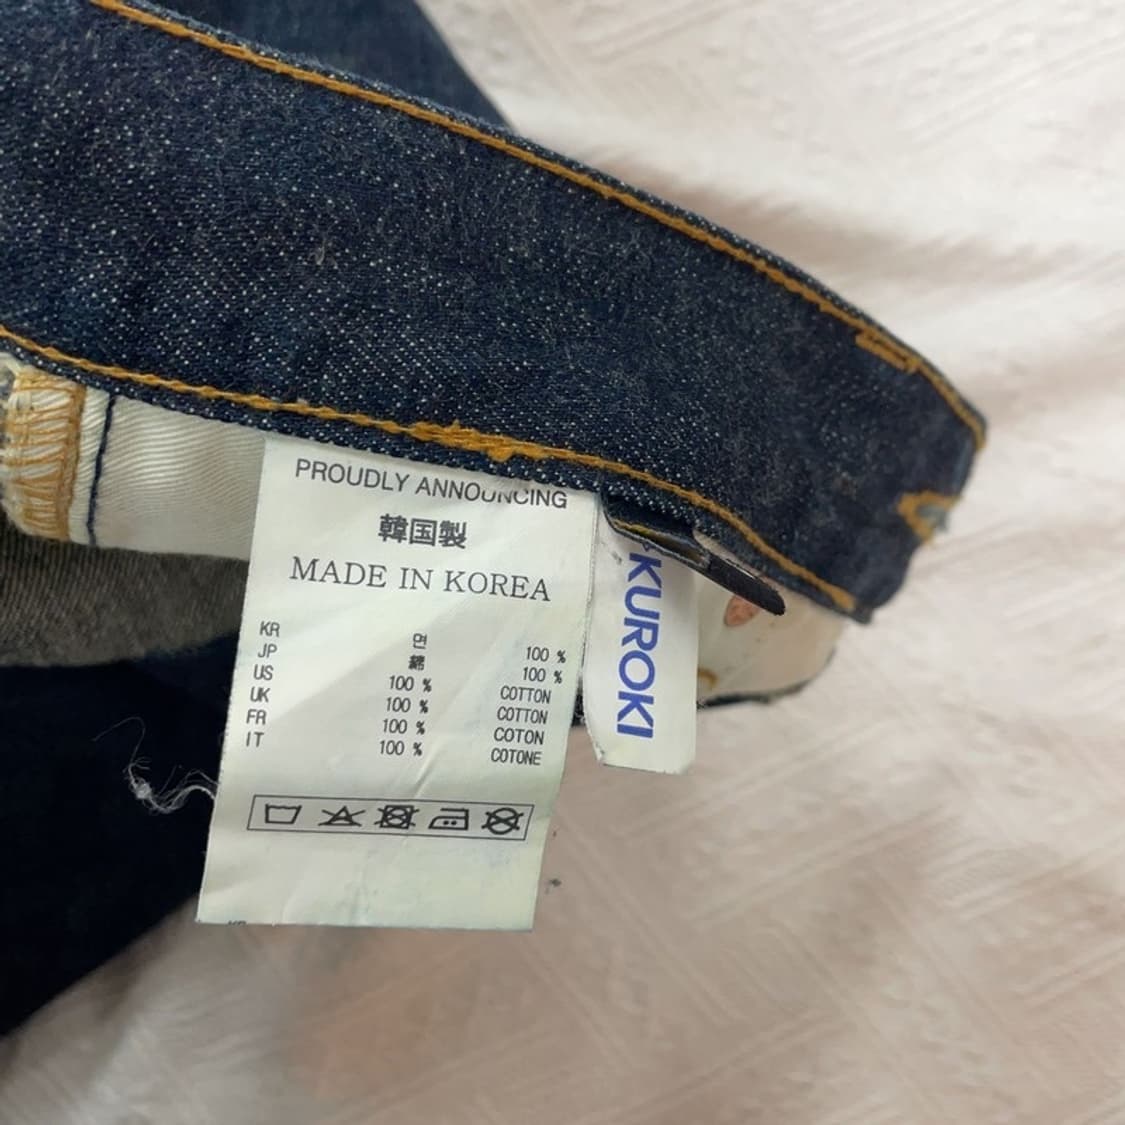 PROUDLY ANNOUNCING
韓国製
MADE IN KOREA
KR 면 100 %
JP 綿 100 %
US 100 % COTTON
UK 100 % COTTON
FR 100 % COTON
IT 100 % COTONE
KUROKI